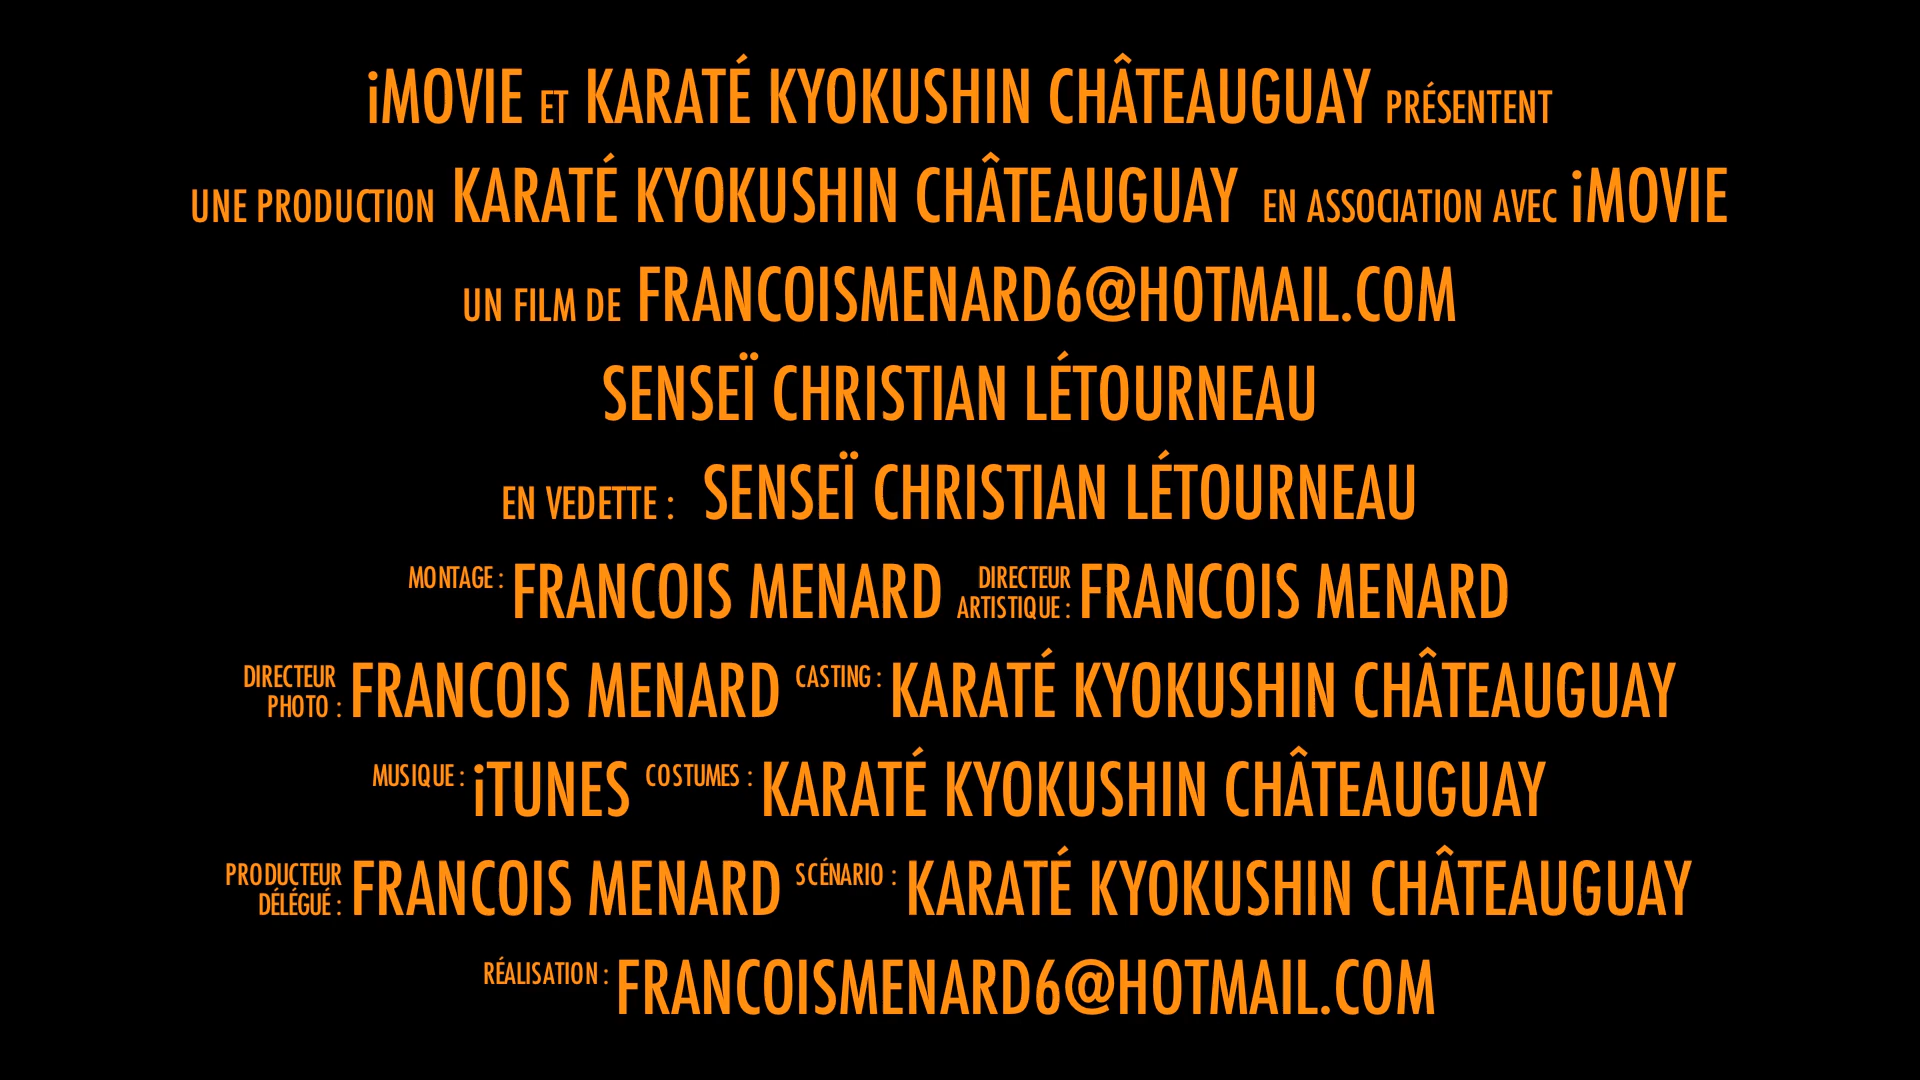 iMOVIE ET KARATÉ KYOKUSHIN CHÂTEAUGUAY PRÉSENTENT
UNE PRODUCTION KARATÉ KYOKUSHIN CHÂTEAUGUAY EN ASSOCIATION AVEC iMOVIE
UN FILM DE FRANCOISMENARD6@HOTMAIL.COM
SENSEÏ CHRISTIAN LÉTOURNEAU
EN VEDETTE : SENSEÏ CHRISTIAN LÉTOURNEAU
MONTAGE : FRANCOIS MENARD DIRECTEUR ARTISTIQUE : FRANCOIS MENARD
DIRECTEUR PHOTO : FRANCOIS MENARD CASTING : KARATÉ KYOKUSHIN CHÂTEAUGUAY
MUSIQUE : iTUNES COSTUMES : KARATÉ KYOKUSHIN CHÂTEAUGUAY
PRODUCTEUR DÉLÉGUÉ : FRANCOIS MENARD SCÉNARIO : KARATÉ KYOKUSHIN CHÂTEAUGUAY
RÉALISATION : FRANCOISMENARD6@HOTMAIL.COM